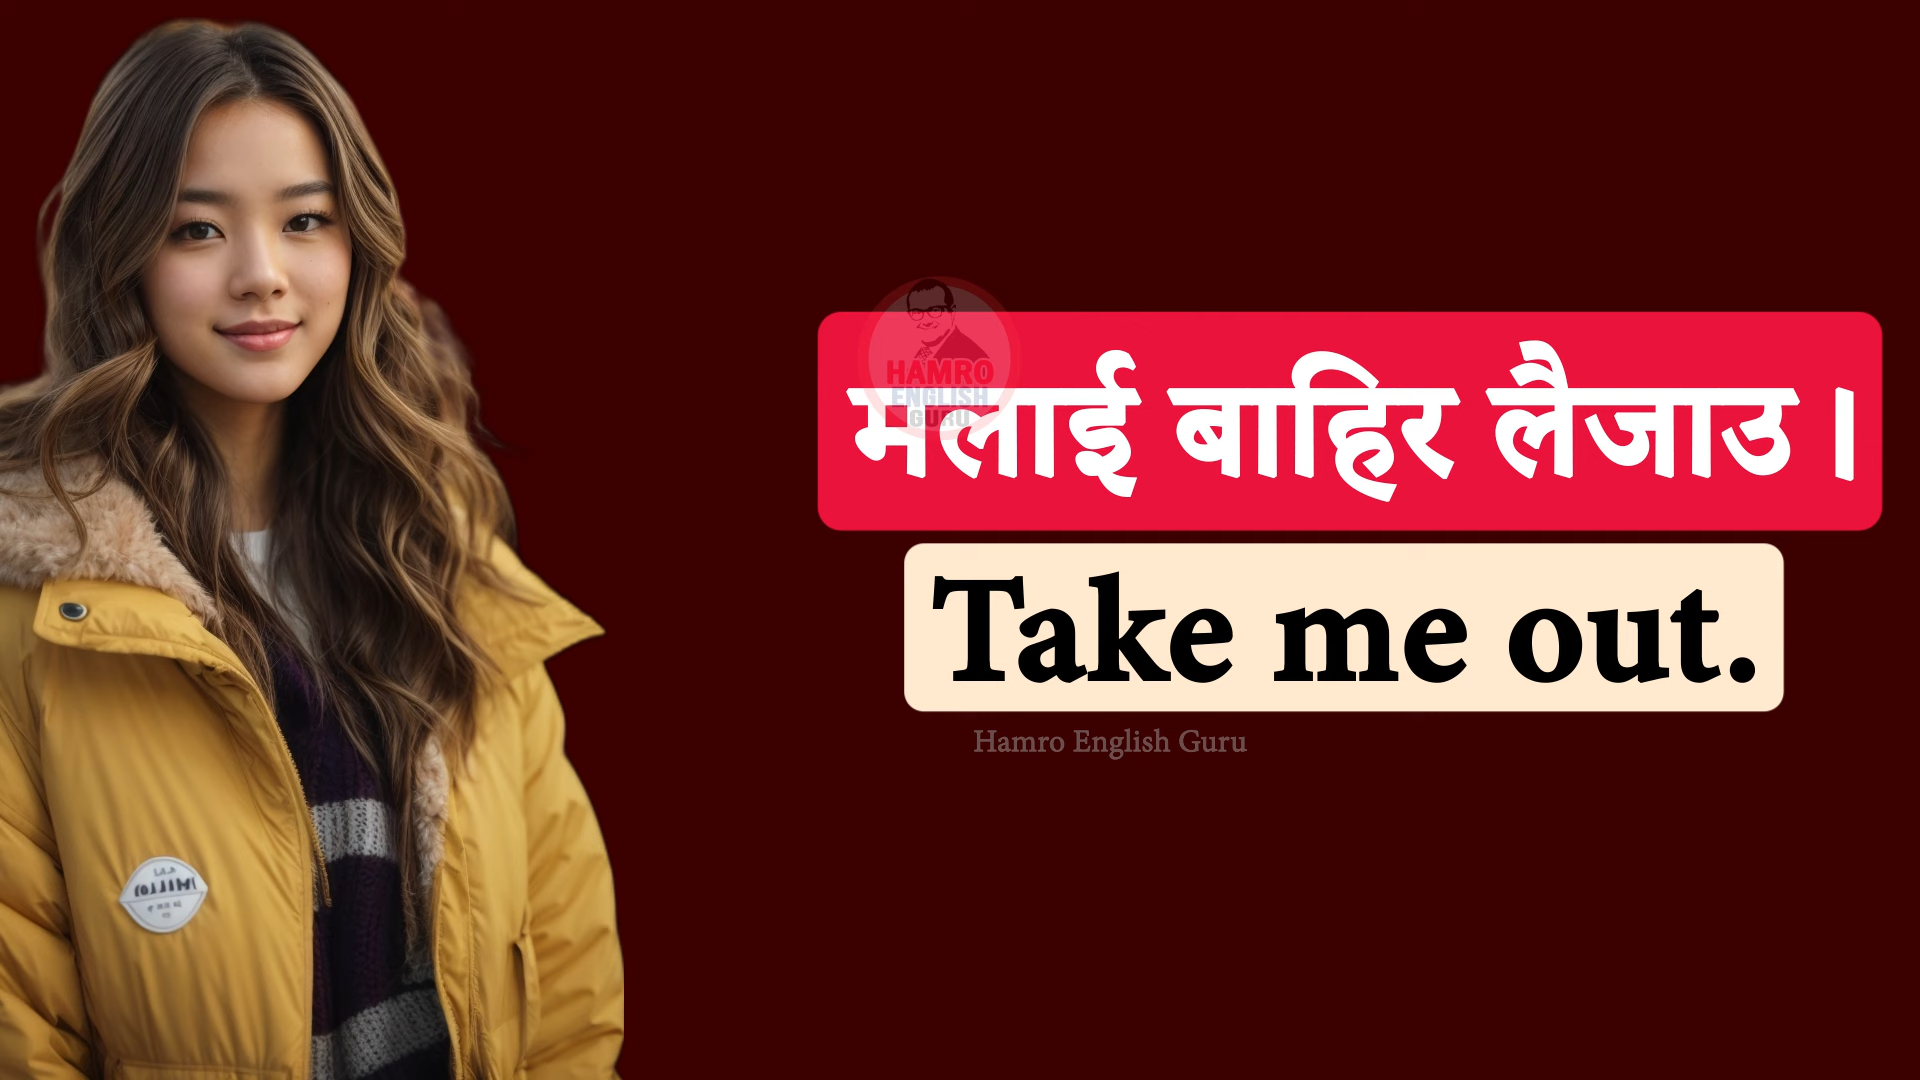 HAMRO
ENGLISH
GURU
मलाई बाहिर लैजाउ ।
Take me out.
Hamro English Guru